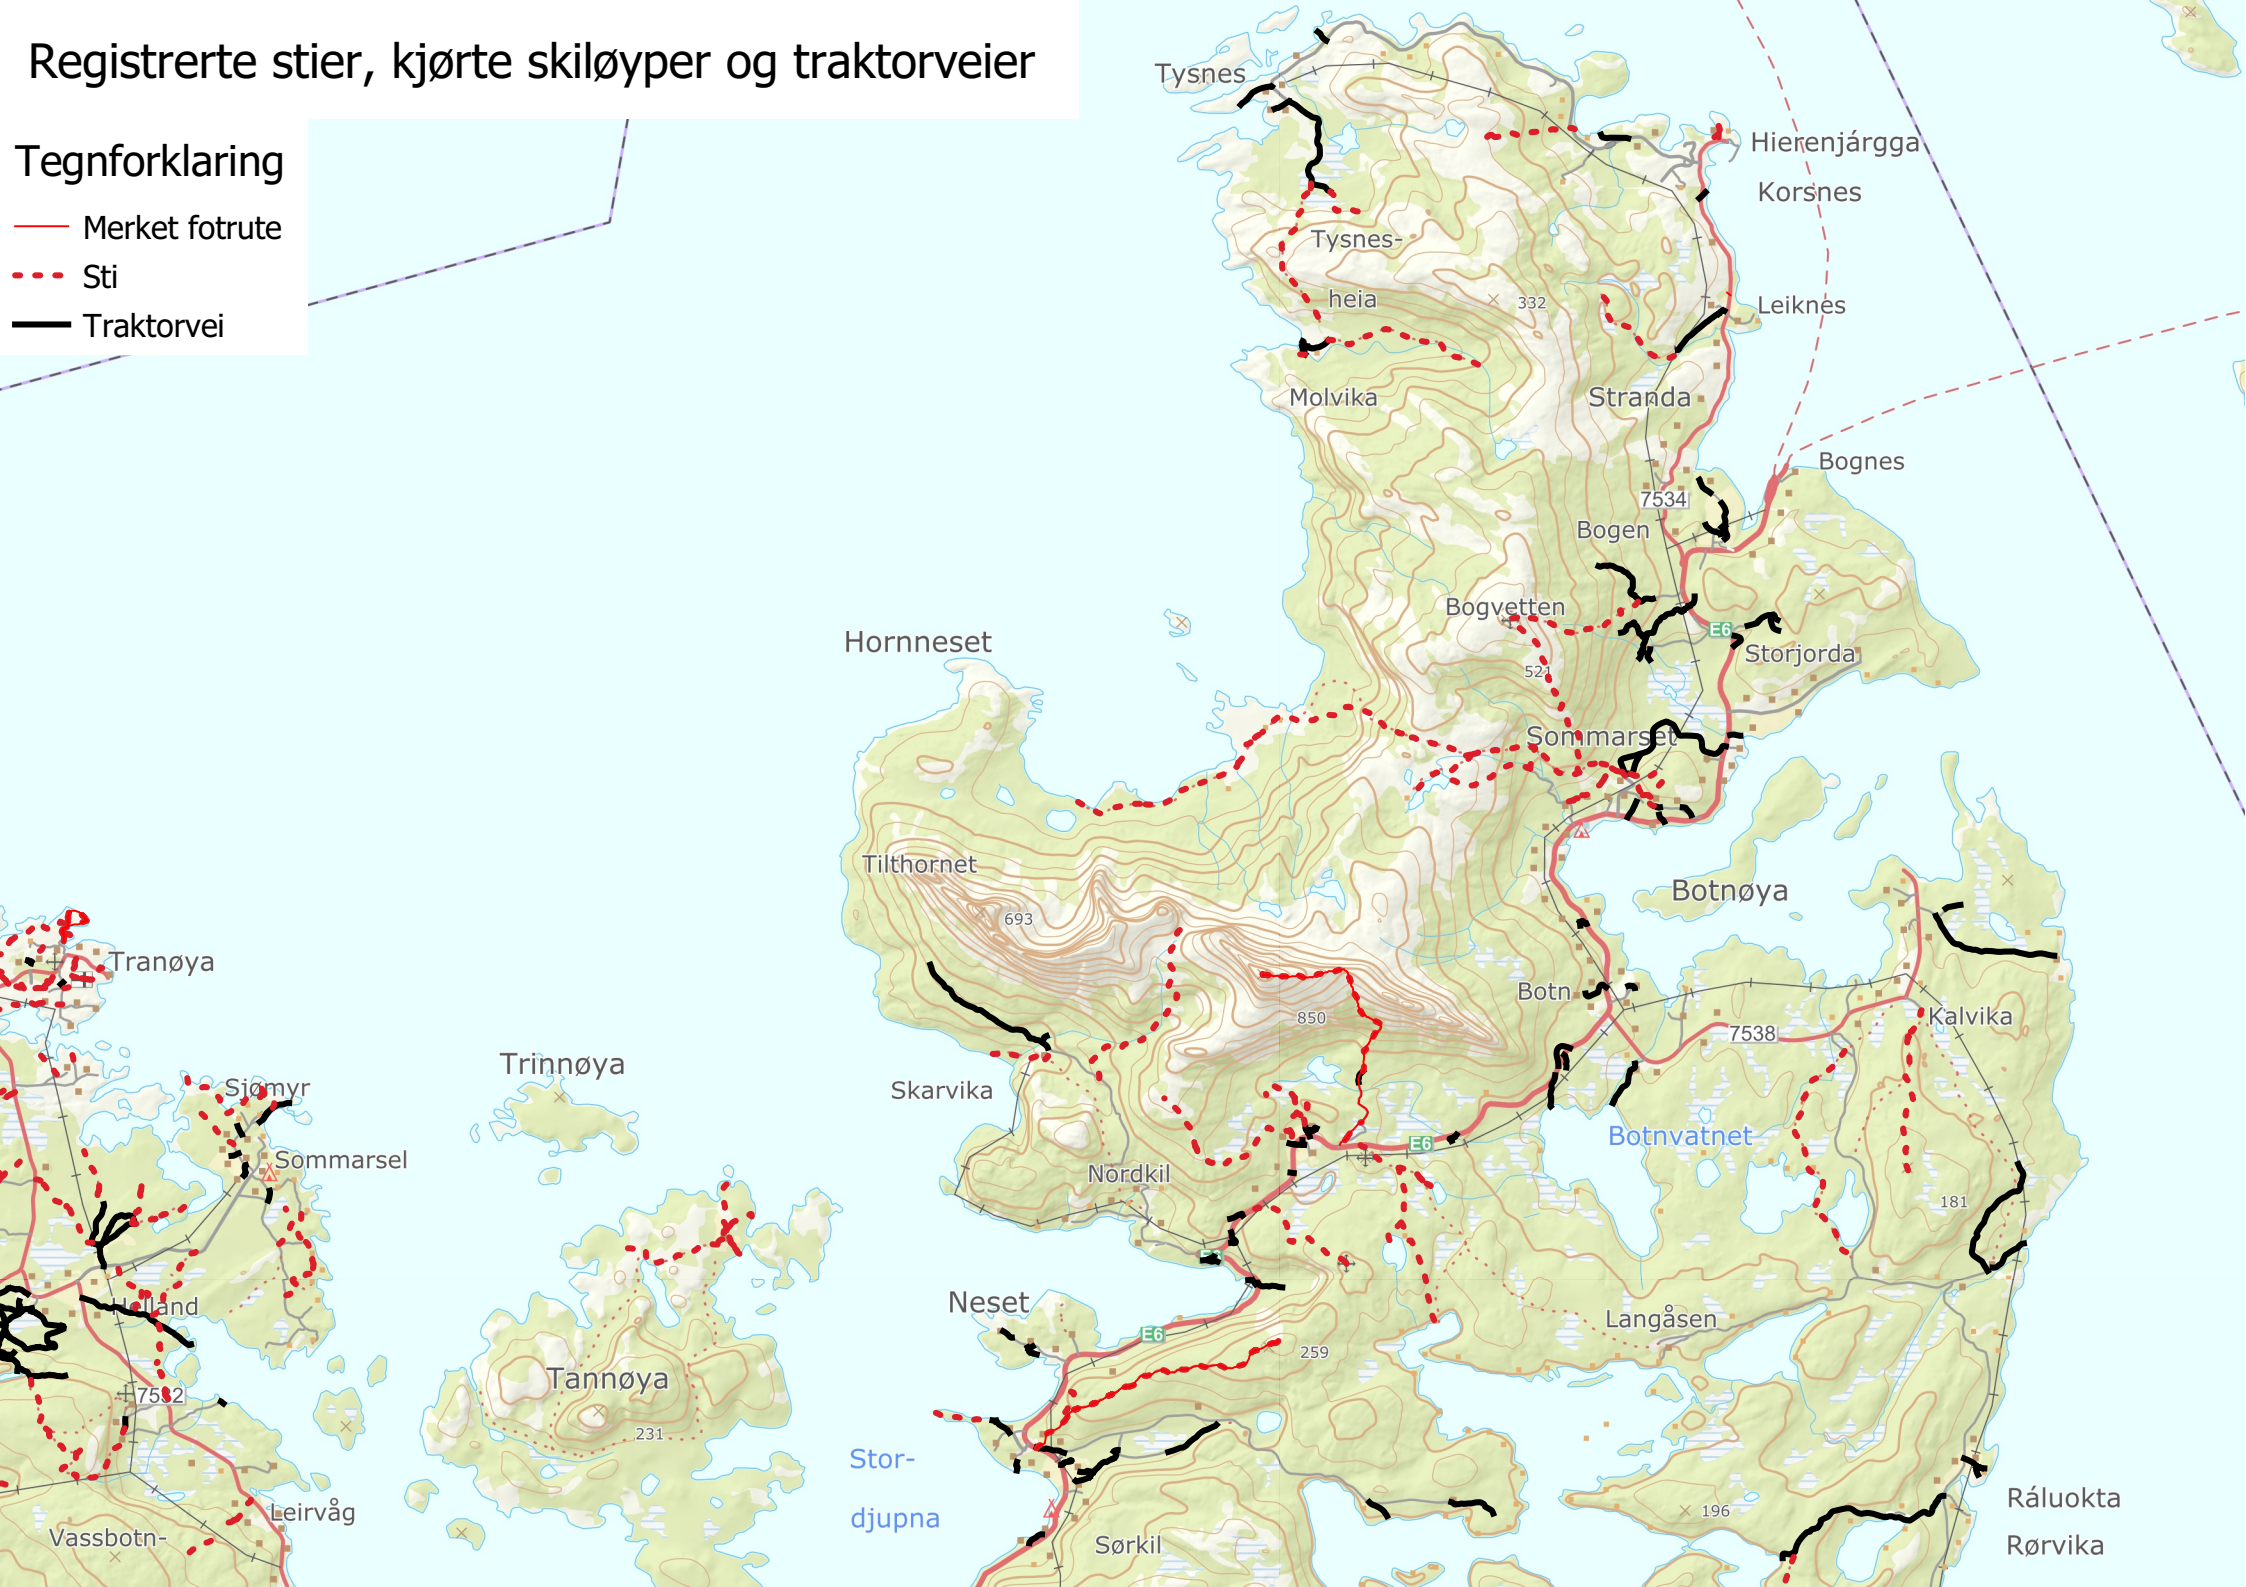 Registrerte stier, kjørte skiløyper og traktorveier
Tegnforklaring
Merket fotrute
Sti
Traktorvei
Tysnes
Hierenjárgga
Korsnes
Tysnes-
heia
332
Leiknes
Molvika
Stranda
Bognes
7534
Bogen
Bogvetten
E6
Hornneset
521
Storjorda
Sommarset
Tilthornet
693
Botnøya
Tranøya
Botn
850
Kalvika
7538
Trinnøya
Sjømyr
Skarvika
Botnvatnet
E6
Sommarsel
Nordkil
181
Helland
Neset
E6
Langåsen
259
Tannøya
7582
231
Stor-
djupna
Leirvåg
Vassbotn-
Sørkil
196
Ráluokta
Rørvika